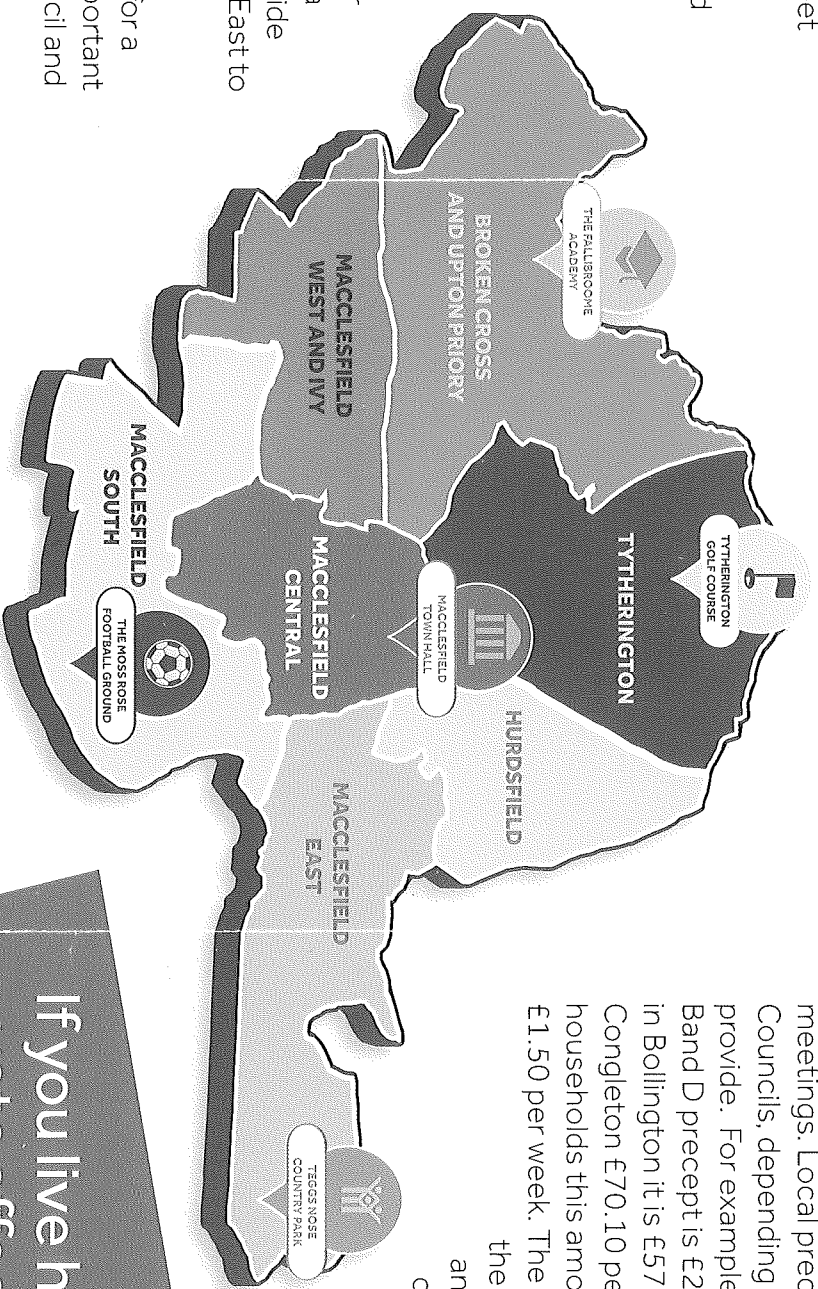 et
d
ide
a
East to
for a
portant
cil and
THE FALLIBROOME
ACADEMY
BROKEN CROSS
AND UPTON PRIORY
MACCLESFIELD
WEST AND IVY
TYTHERINGTON
GOLF COURSE
TYTHERINGTON
MACCLESFIELD
TOWN HALL
MACCLESFIELD
CENTRAL
MACCLESFIELD
SOUTH
THE MOSS ROSE
FOOTBALL GROUND
HURDSFIELD
MACCLESFIELD
EAST
TEGGS NOSE
COUNTRY PARK
meetings. Local prec
Councils, depending
provide. For example
Band D precept is £2
in Bollington it is £57
Congleton £70.10 pe
households this amo
£1.50 per week. The
the
an
If you live h